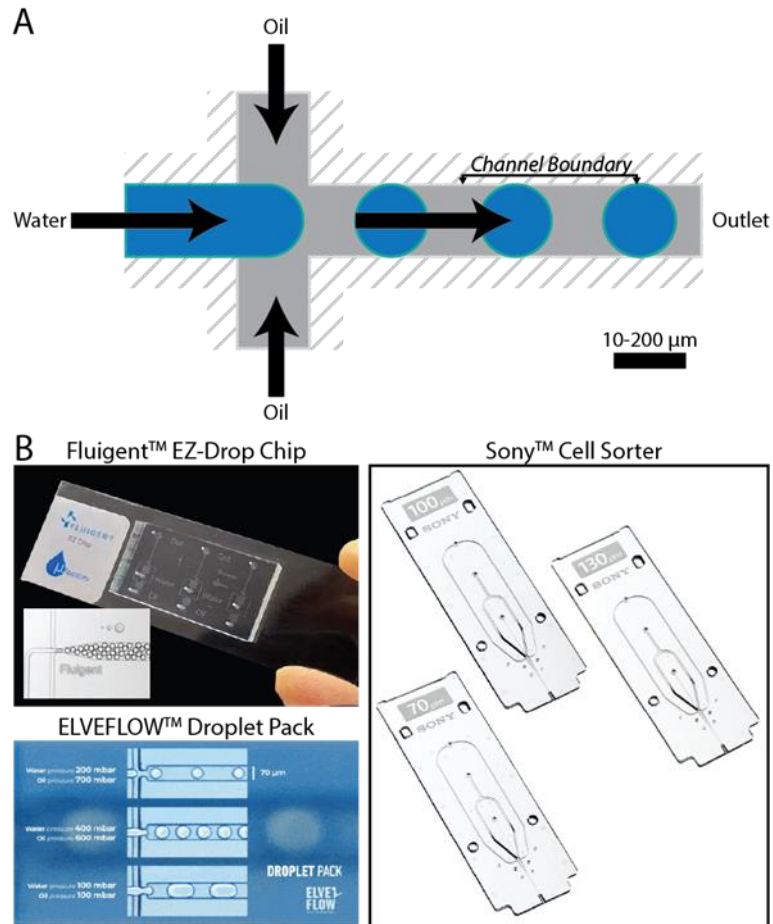 A
Oil
Channel Boundary
Water
Outlet
10-200 μm
Oil
B
Fluigent™ EZ-Drop Chip
Sony™ Cell Sorter
FLUIGENT
EZ Drop
Fluigent
100 μm
SONY
130 μm
SONY
70 μm
SONY
ELVEFLOW™ Droplet Pack
Water pressure 200 mbar
Oil pressure 700 mbar
70 μm
Water pressure 400 mbar
Oil pressure 600 mbar
Water pressure 100 mbar
Oil pressure 100 mbar
DROPLET PACK
ELVE
FLOW